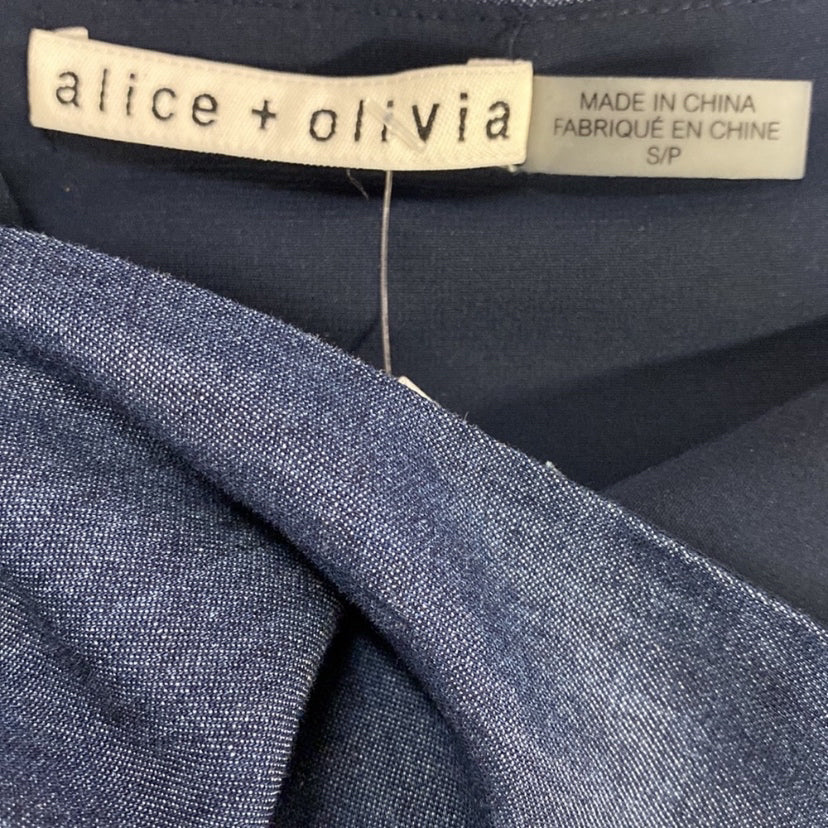 alice + olivia
MADE IN CHINA
FABRIQUÉ EN CHINE
S/P